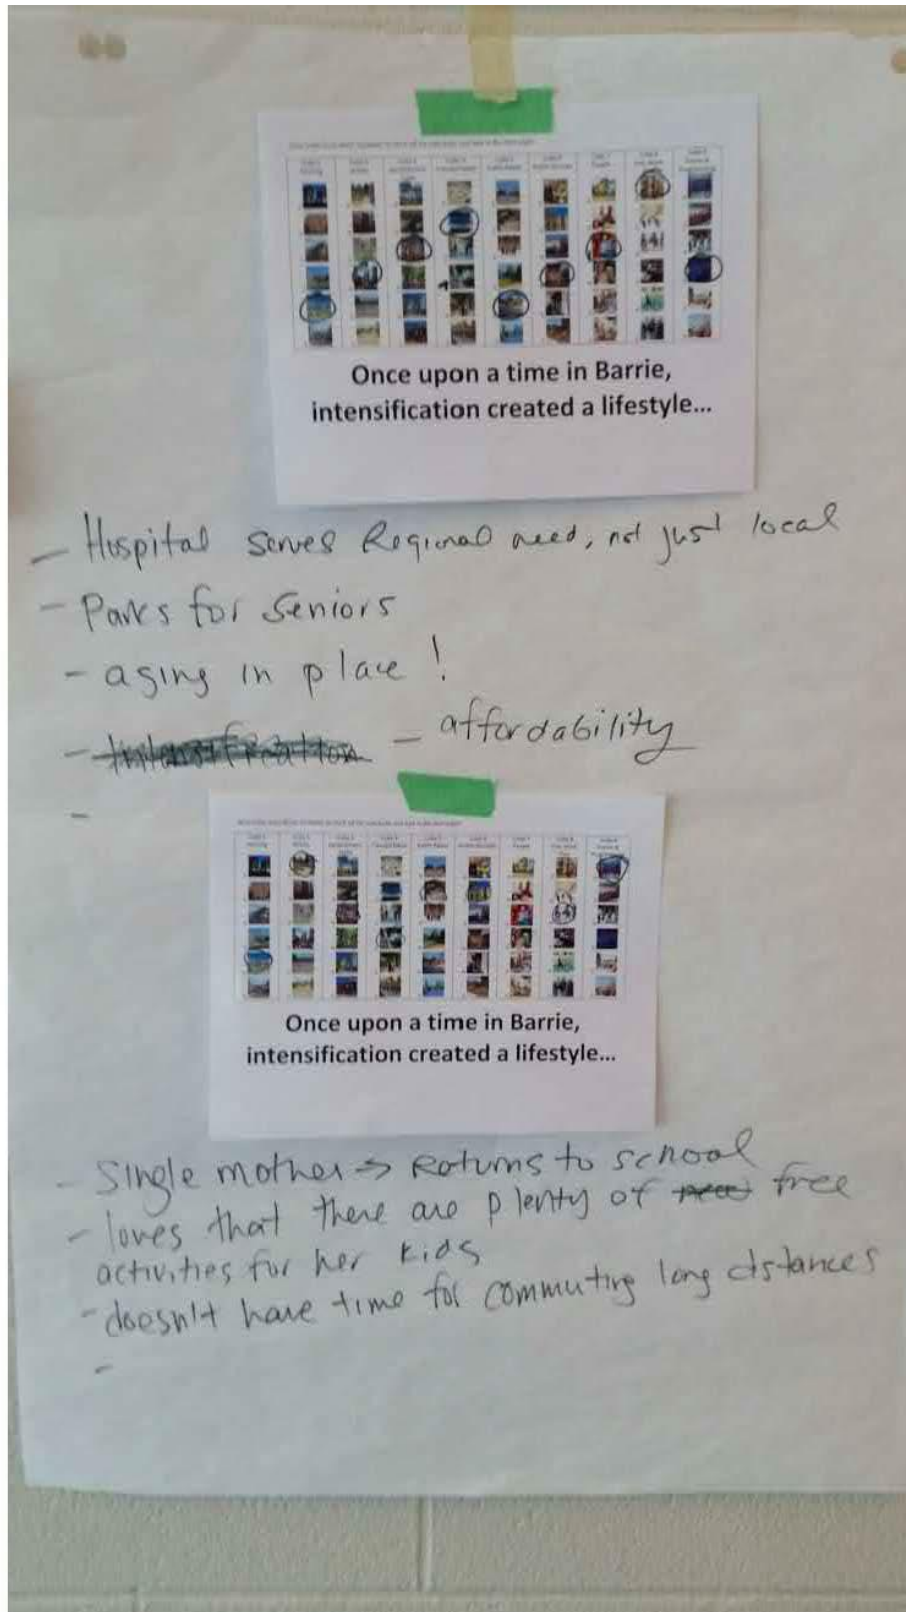 Once upon a time in Barrie,
intensification created a lifestyle...
- Hospital serves Regional need, not just local
- Parks for Seniors
- aging in place !
- Intensification - affordability
-
Once upon a time in Barrie,
intensification created a lifestyle...
- Single mother → Returns to school
- loves that there are plenty of free
activities for her kids
- doesn't have time for commuting long distances
-